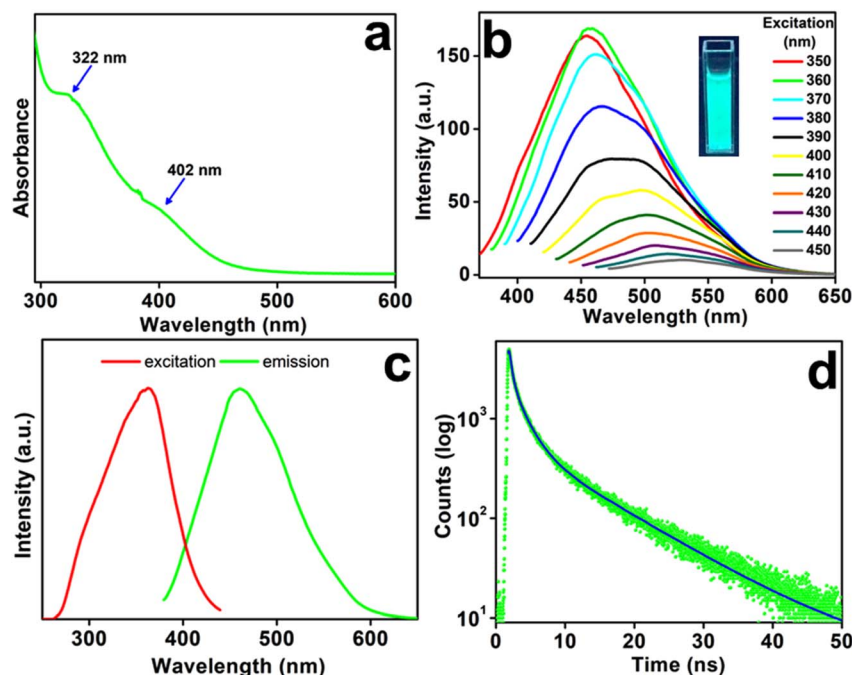 a
322 nm
402 nm
Absorbance
300 400 500 600
Wavelength (nm)
b
Excitation
(nm)
350
360
370
380
390
400
410
420
430
440
450
150
100
50
0
Intensity (a.u.)
400 450 500 550 600 650
Wavelength (nm)
c
excitation emission
Intensity (a.u.)
300 400 500 600
Wavelength (nm)
d
Counts (log)
10³
10²
10¹
0 10 20 30 40 50
Time (ns)